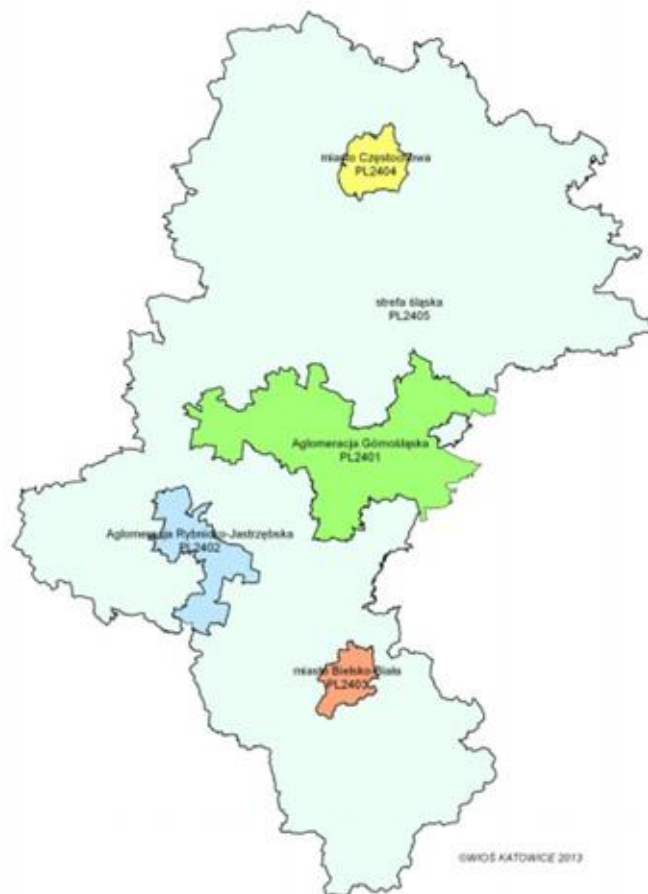 miasto Częstochowa
PL2404
strefa śląska
PL2405
Aglomeracja Górnośląska
PL2401
Aglomeracja Rybnicko-Jastrzębska
PL2402
miasto Bielsko-Biała
PL2403
©WIOŚ KATOWICE 2013